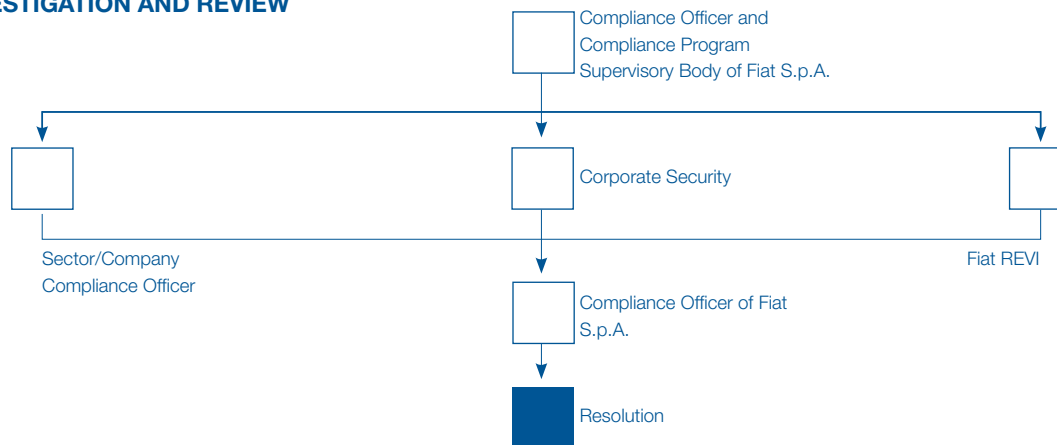 ESTIGATION AND REVIEW
Compliance Officer and
Compliance Program
Supervisory Body of Fiat S.p.A.
Corporate Security
Sector/Company
Compliance Officer
Fiat REVI
Compliance Officer of Fiat
S.p.A.
Resolution